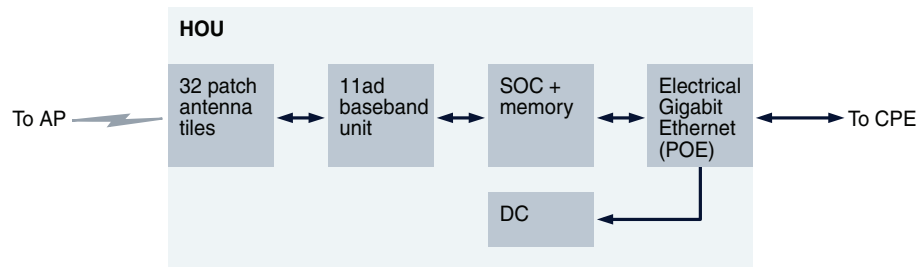 HOU
To AP
32 patch
antenna
tiles
11ad
baseband
unit
SOC +
memory
Electrical
Gigabit
Ethernet
(POE)
To CPE
DC